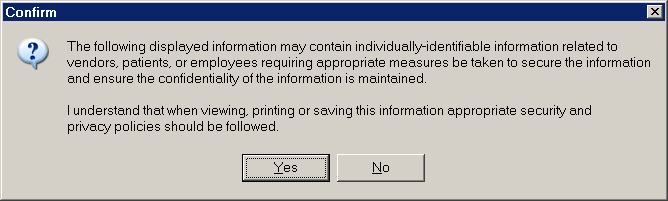 Confirm
The following displayed information may contain individually-identifiable information related to
vendors, patients, or employees requiring appropriate measures be taken to secure the information
and ensure the confidentiality of the information is maintained.
I understand that when viewing, printing or saving this information appropriate security and
privacy policies should be followed.
Yes No